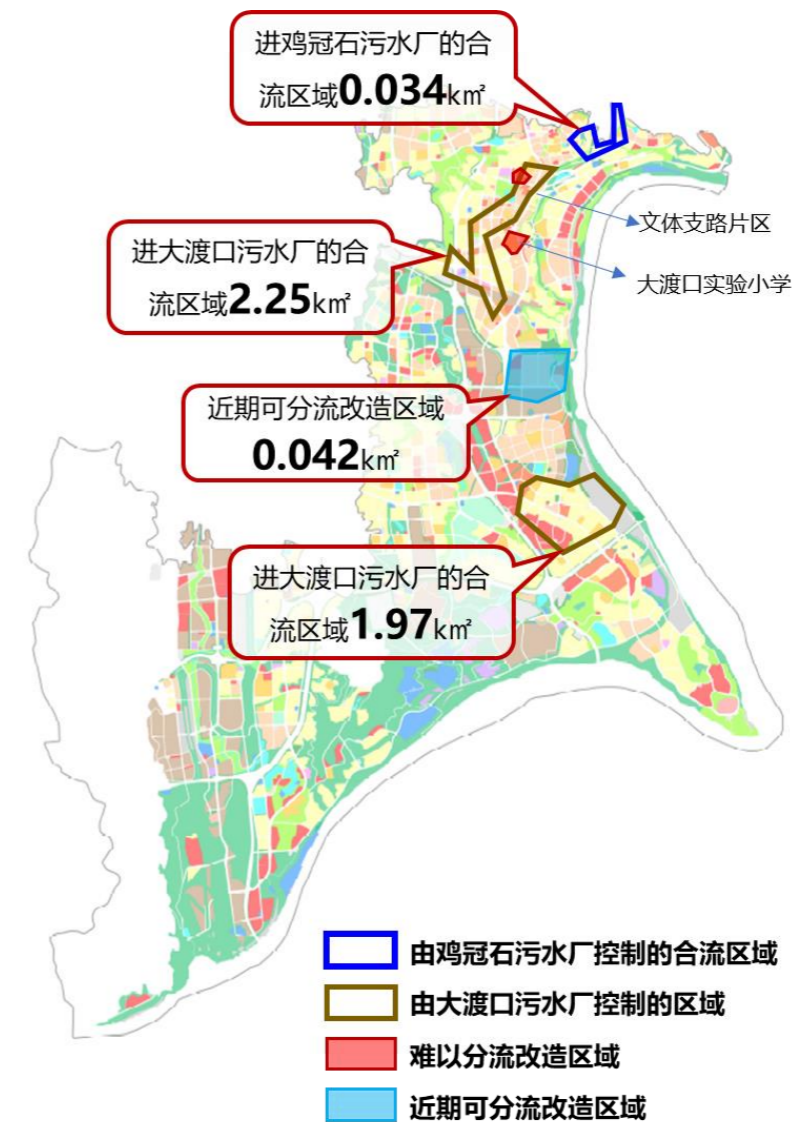 进鸡冠石污水厂的合
流区域0.034k㎡
文体支路片区
进大渡口污水厂的合
流区域2.25k㎡
大渡口实验小学
近期可分流改造区域
0.042k㎡
进大渡口污水厂的合
流区域1.97k㎡
由鸡冠石污水厂控制的合流区域
由大渡口污水厂控制的区域
难以分流改造区域
近期可分流改造区域